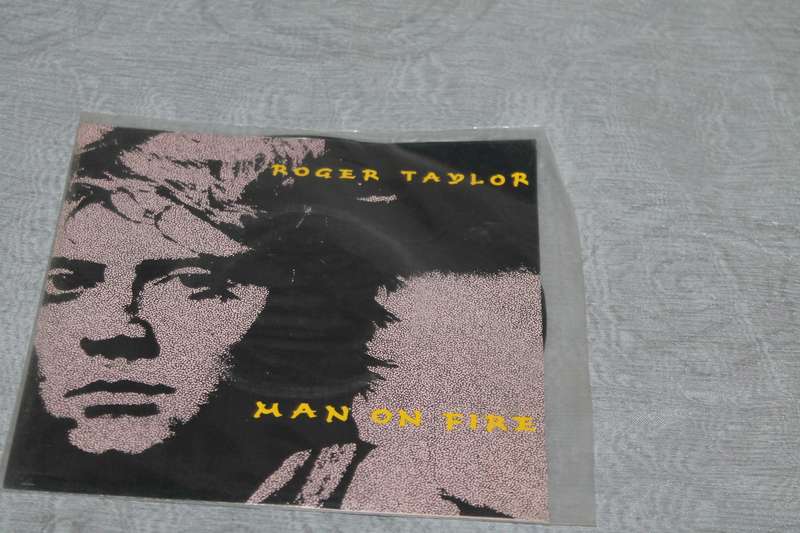 ROGER TAYLOR
MAN ON FIRE